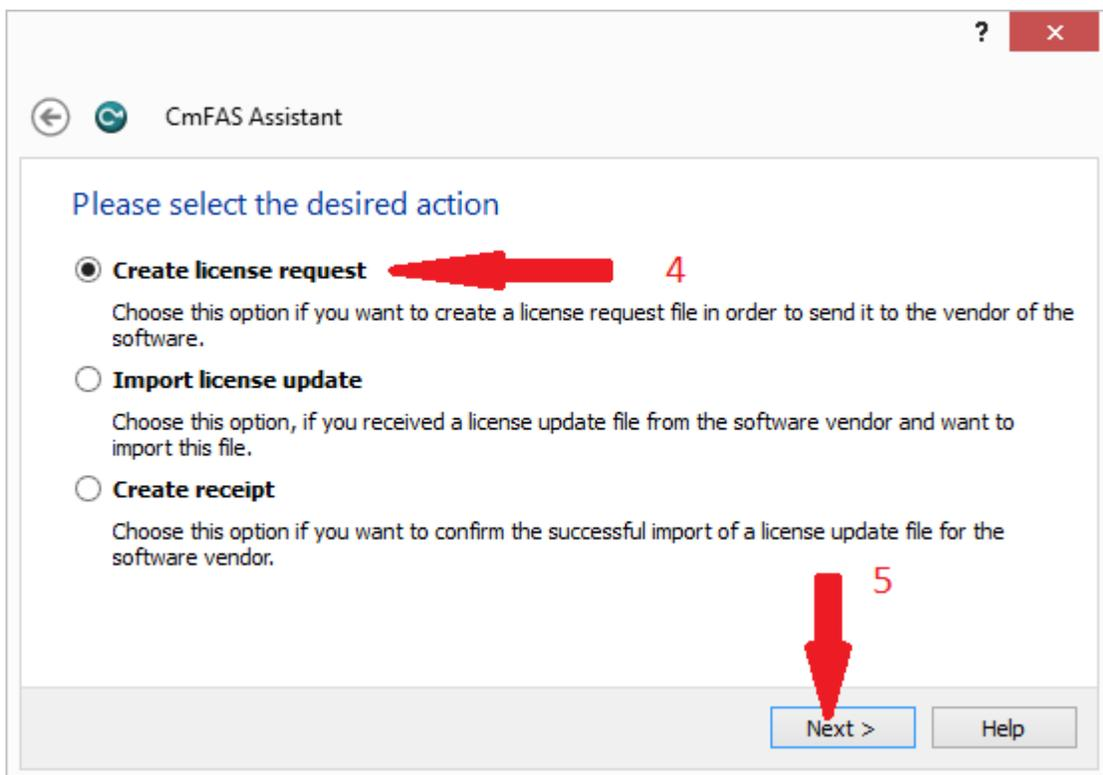 ?
CmFAS Assistant
Please select the desired action
Create license request 4
Choose this option if you want to create a license request file in order to send it to the vendor of the
software.
Import license update
Choose this option, if you received a license update file from the software vendor and want to
import this file.
Create receipt
Choose this option if you want to confirm the successful import of a license update file for the
software vendor.
5
Next > Help